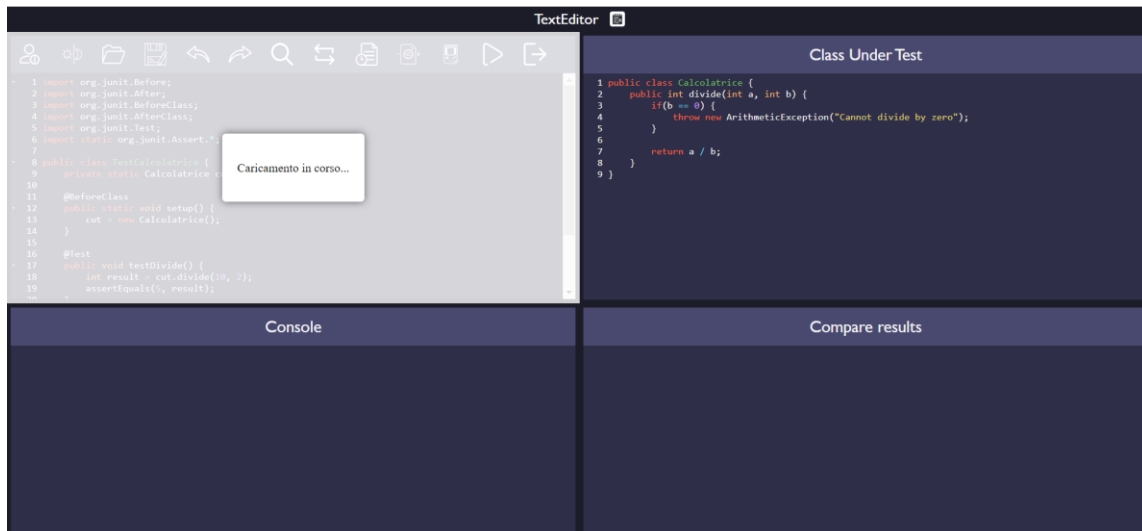 TextEditor
1 import org.junit.Before;
2 import org.junit.After;
3 import org.junit.BeforeClass;
4 import org.junit.AfterClass;
5 import org.junit.Test;
6 import static org.junit.Assert.*;
7
8 public class TestCalcolatrice {
9 private static Calcolatrice
10
11 @BeforeClass
12 public static void setup() {
13 cut = new Calcolatrice();
14 }
15
16 @Test
17 public void testDivide() {
18 int result = cut.divide(10, 2);
19 assertEquals(5, result);
Caricamento in corso...
Class Under Test
1 public class Calcolatrice {
2 public int divide(int a, int b) {
3 if(b == 0) {
4 throw new ArithmeticException("Cannot divide by zero");
5 }
6
7 return a / b;
8 }
9 }
Console
Compare results